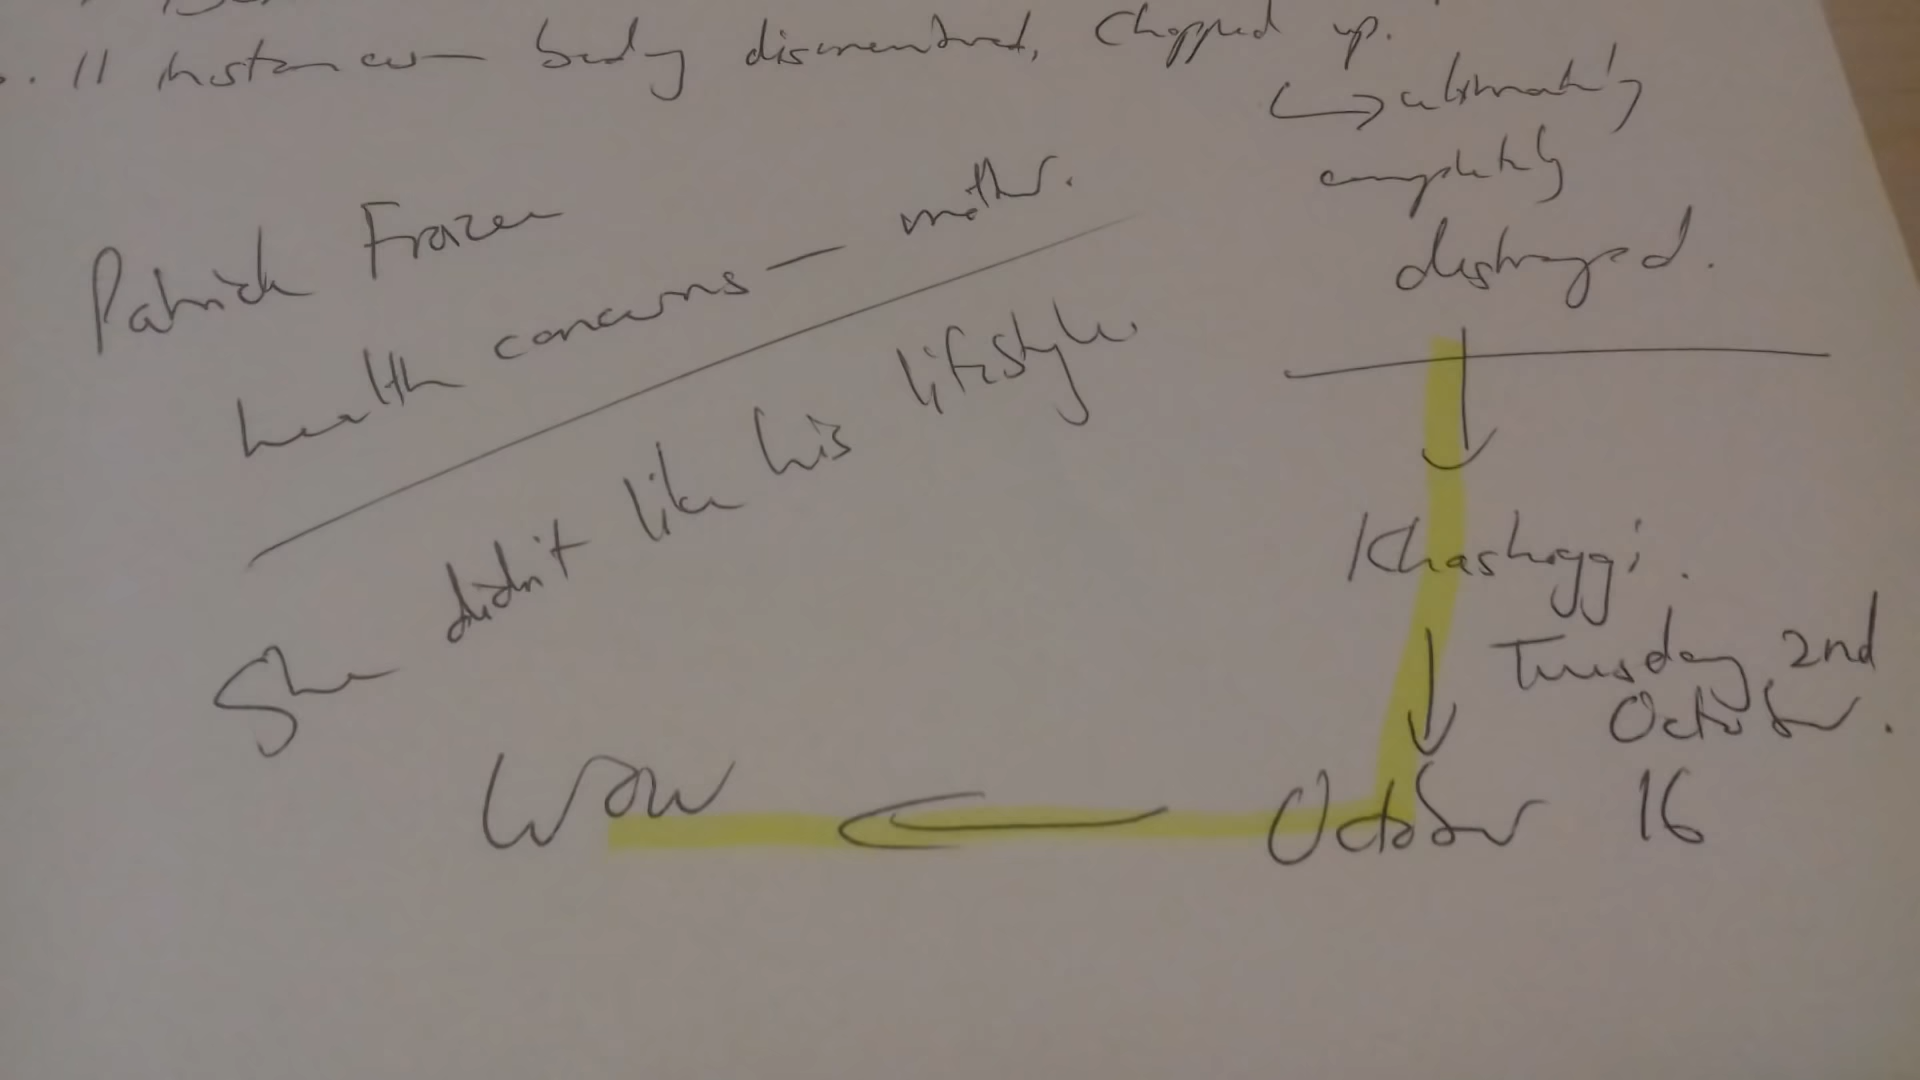 11 instances body dismembered, Chopped up.
↳ ultimately
completely
destroyed.
Patrick Frazer
health concerns — mother.
She didn't like his lifestyle.
Khashoggi.
Tuesday 2nd
October.
October 16
Wow